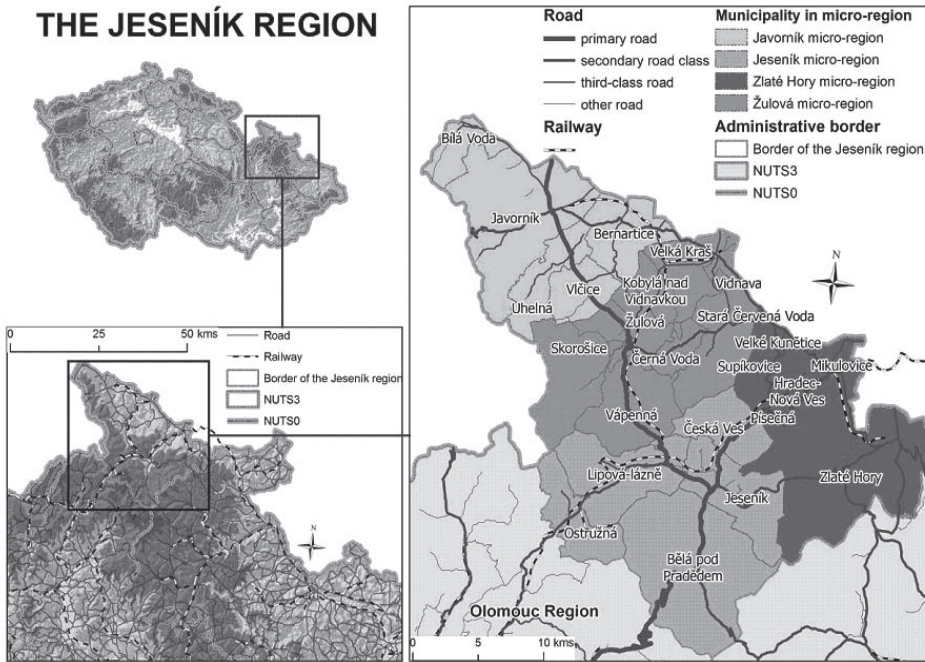 THE JESENÍK REGION
0 25 50 kms
Road
Railway
Border of the Jeseník region
NUTS3
NUTS0
N
Road
primary road
secondary road class
third-class road
other road
Railway
Municipality in micro-region
Javorník micro-region
Jeseník micro-region
Zlaté Hory micro-region
Žulová micro-region
Administrative border
Border of the Jeseník region
NUTS3
NUTS0
Bílá Voda
Javorník
Bernartice
Velká Kraš
Vlčice
Kobylá nad
Vidnavkou
Vidnava
Uhelná
Žulová
Stará Červená Voda
Skorošice
Černá Voda
Velké Kunětice
Supíkovice
Mikulovice
Hradec-
Nová Ves
Vápenná
Česká Ves
Písečná
Lipová-lázně
Zlaté Hory
Jeseník
Ostružná
Bělá pod
Pradědem
Olomouc Region
0 5 10 kms
N